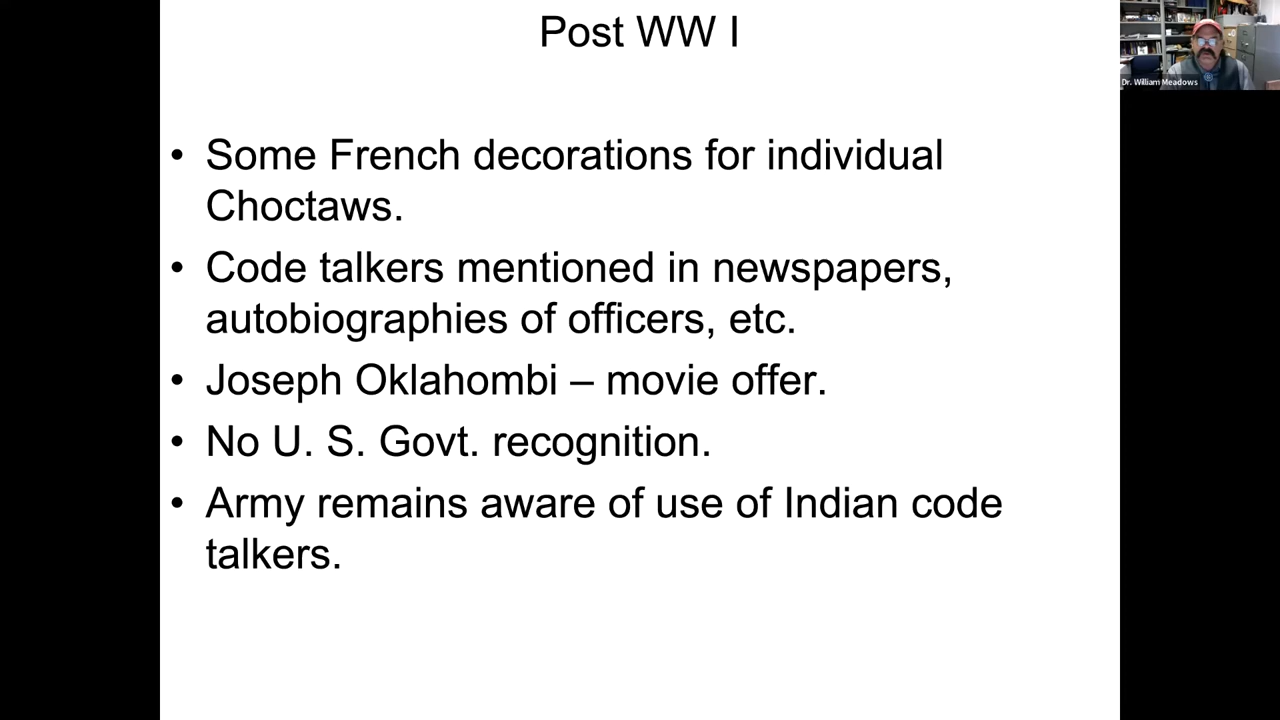 Post WW I
Dr. William Meadows
• Some French decorations for individual
Choctaws.
• Code talkers mentioned in newspapers,
autobiographies of officers, etc.
• Joseph Oklahombi – movie offer.
• No U. S. Govt. recognition.
• Army remains aware of use of Indian code
talkers.